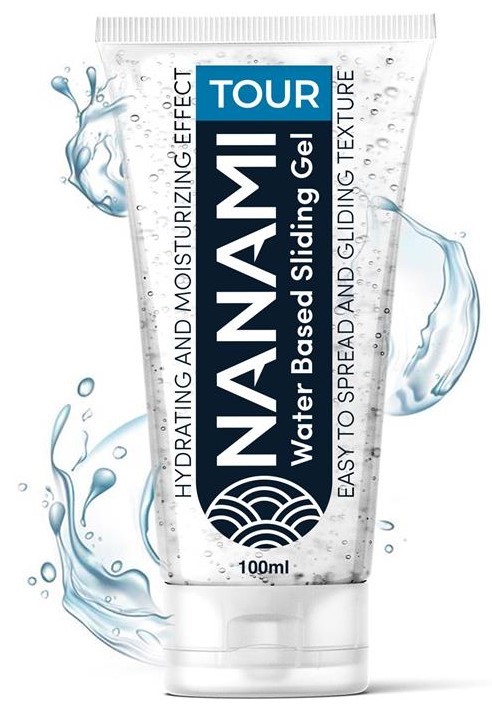 TOUR
HYDRATING AND MOISTURIZING EFFECT
NANAMI
Water Based Sliding Gel
EASY TO SPREAD AND GLIDING TEXTURE
100ml